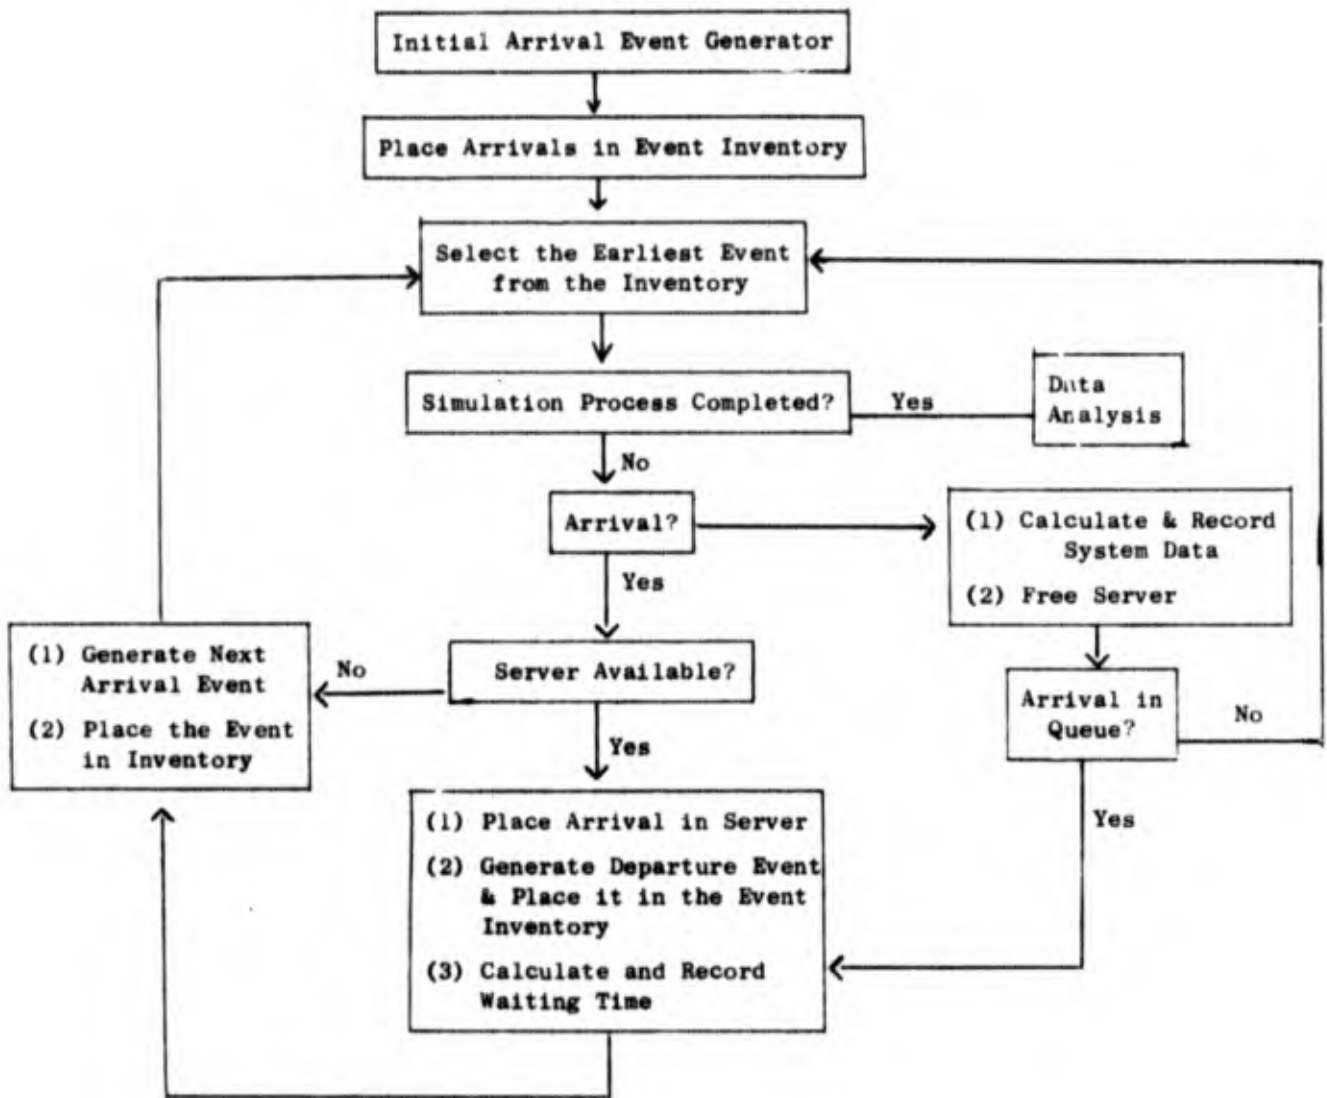 Initial Arrival Event Generator
Place Arrivals in Event Inventory
Select the Earliest Event
from the Inventory
Simulation Process Completed?
Yes
Data
Analysis
No
Arrival?
(1) Calculate & Record
System Data
(2) Free Server
Yes
(1) Generate Next
Arrival Event
(2) Place the Event
in Inventory
No
Server Available?
Arrival in
Queue?
No
Yes
(1) Place Arrival in Server
(2) Generate Departure Event
& Place it in the Event
Inventory
(3) Calculate and Record
Waiting Time
Yes